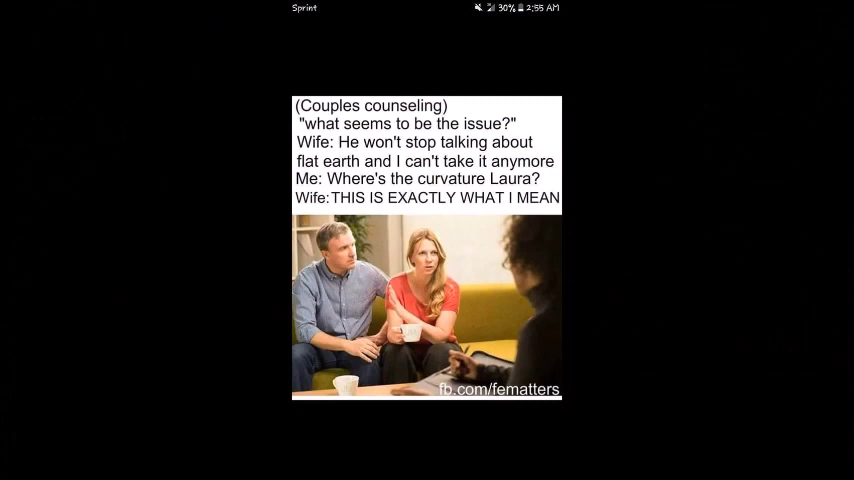 Sprint 30% 2:55 AM
(Couples counseling)
"what seems to be the issue?"
Wife: He won't stop talking about
flat earth and I can't take it anymore
Me: Where's the curvature Laura?
Wife: THIS IS EXACTLY WHAT I MEAN
fb.com/fematters